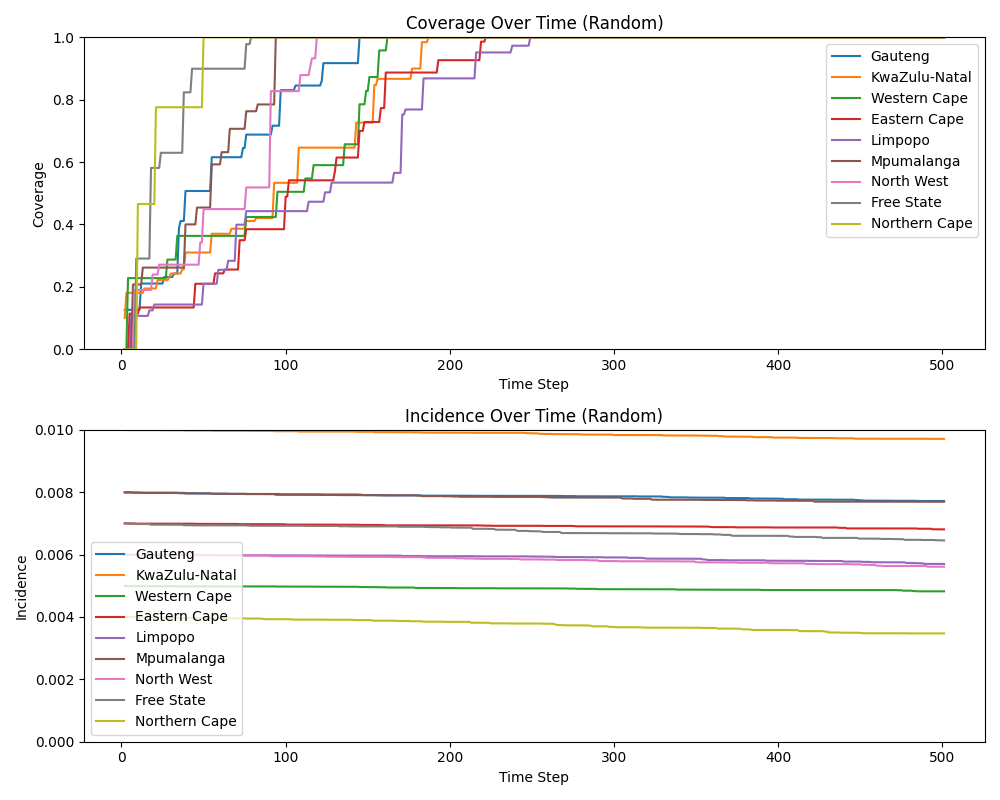 Coverage Over Time (Random)
1.0
0.8
0.6
0.4
0.2
0.0
Coverage
0
100
200
300
400
500
Time Step
Gauteng
KwaZulu-Natal
Western Cape
Eastern Cape
Limpopo
Mpumalanga
North West
Free State
Northern Cape
Incidence Over Time (Random)
0.010
0.008
0.006
0.004
0.002
0.000
Incidence
Gauteng
KwaZulu-Natal
Western Cape
Eastern Cape
Limpopo
Mpumalanga
North West
Free State
Northern Cape
0
100
200
300
400
500
Time Step